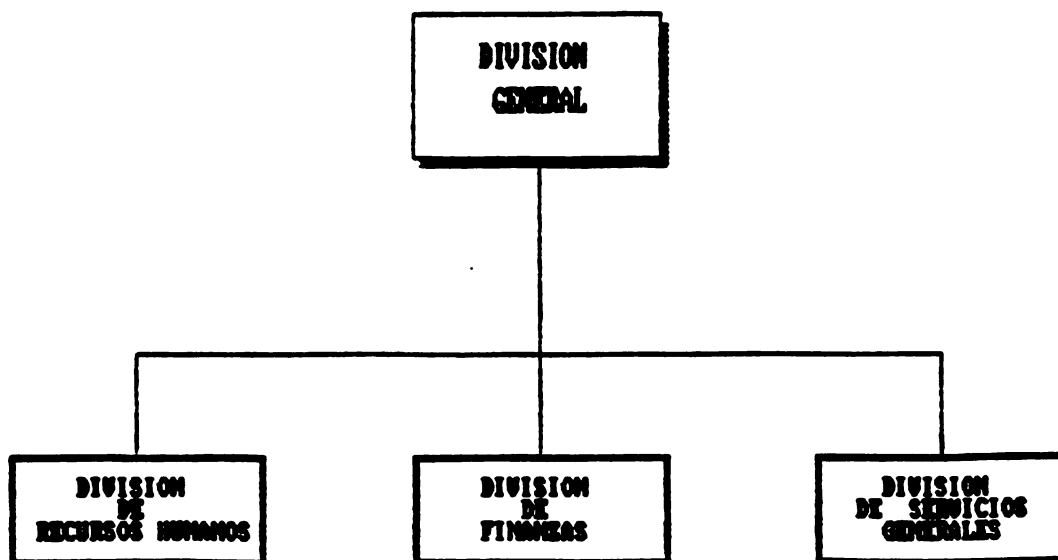 DIVISION
GENERAL
DIVISION
DE
RECURSOS HUMANOS
DIVISION
DE
FINANZAS
DIVISION
DE SERVICIOS
GENERALES